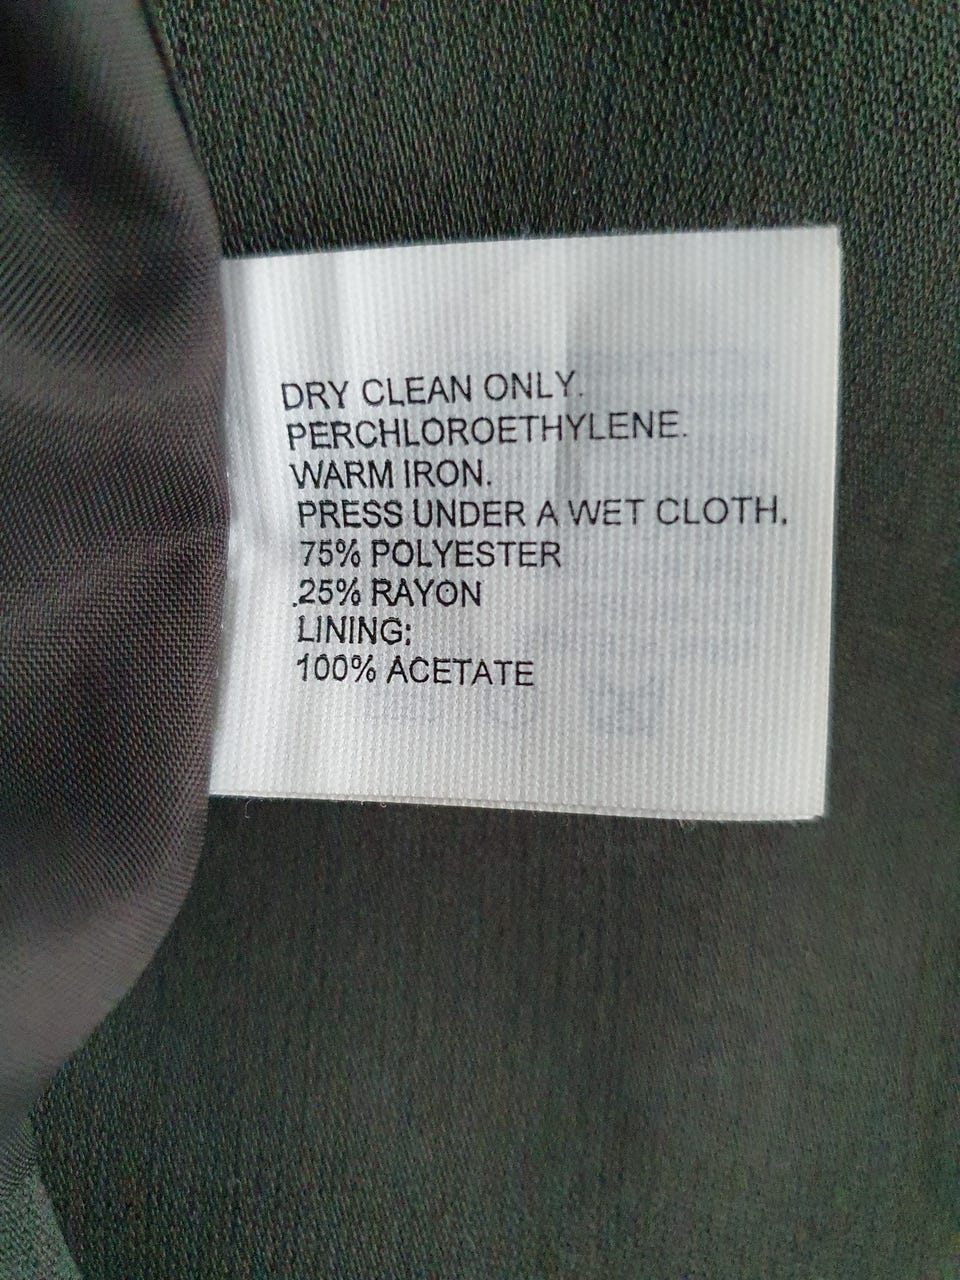 DRY CLEAN ONLY.
PERCHLOROETHYLENE.
WARM IRON.
PRESS UNDER A WET CLOTH.
75% POLYESTER
25% RAYON
LINING:
100% ACETATE